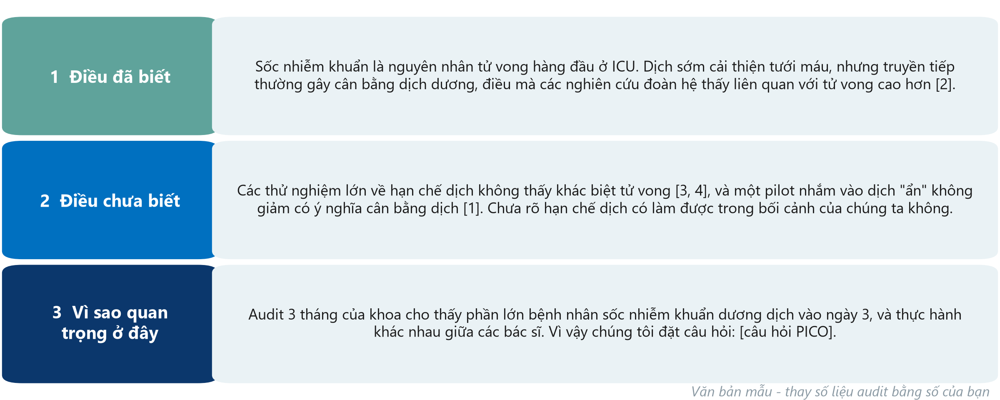 1 Điều đã biết
Sốc nhiễm khuẩn là nguyên nhân tử vong hàng đầu ở ICU. Dịch sớm cải thiện tưới máu, nhưng truyền tiếp
thường gây cân bằng dịch dương, điều mà các nghiên cứu đoàn hệ thấy liên quan với tử vong cao hơn [2].
2 Điều chưa biết
Các thử nghiệm lớn về hạn chế dịch không thấy khác biệt tử vong [3, 4], và một pilot nhắm vào dịch "ẩn" không
giảm có ý nghĩa cân bằng dịch [1]. Chưa rõ hạn chế dịch có làm được trong bối cảnh của chúng ta không.
3 Vì sao quan
trọng ở đây
Audit 3 tháng của khoa cho thấy phần lớn bệnh nhân sốc nhiễm khuẩn dương dịch vào ngày 3, và thực hành
khác nhau giữa các bác sĩ. Vì vậy chúng tôi đặt câu hỏi: [câu hỏi PICO].
Văn bản mẫu - thay số liệu audit bằng số của bạn